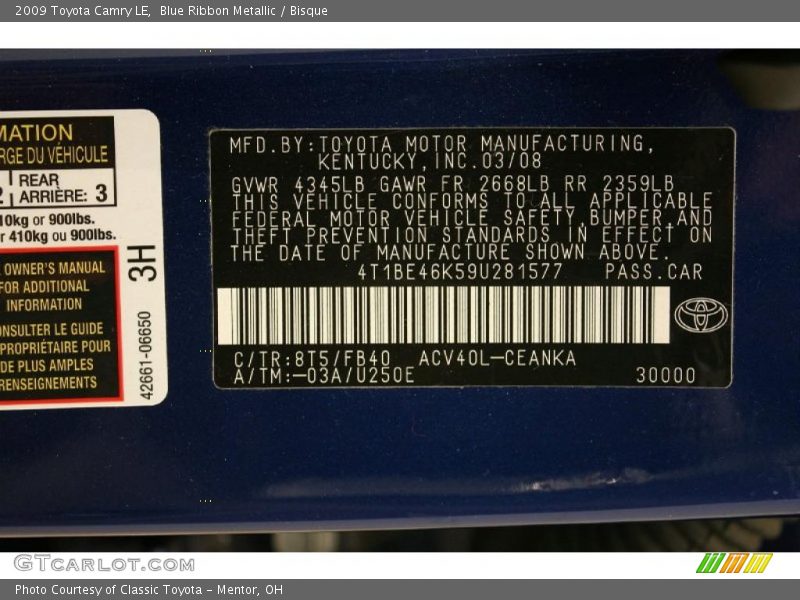 2009 Toyota Camry LE, Blue Ribbon Metallic / Bisque
MATION
RGE DU VÉHICULE
REAR
ARRIÈRE: 3
10kg or 900lbs.
r 410kg ou 900lbs.
OWNER'S MANUAL
FOR ADDITIONAL
INFORMATION
ONSULTER LE GUIDE
PROPRIÉTAIRE POUR
DE PLUS AMPLES
RENSEIGNEMENTS
3H
42661-06650
MFD.BY:TOYOTA MOTOR MANUFACTURING,
KENTUCKY,INC.03/08
GVWR 4345LB GAWR FR 2668LB RR 2359LB
THIS VEHICLE CONFORMS TO ALL APPLICABLE
FEDERAL MOTOR VEHICLE SAFETY,BUMPER,AND
THEFT PREVENTION STANDARDS IN EFFECT ON
THE DATE OF MANUFACTURE SHOWN ABOVE.
4T1BE46K59U281577 PASS.CAR
C/TR:8T5/FB40 ACV40L-CEANKA
A/TM:-03A/U250E 30000
GTCARLOT.COM
Photo Courtesy of Classic Toyota - Mentor, OH